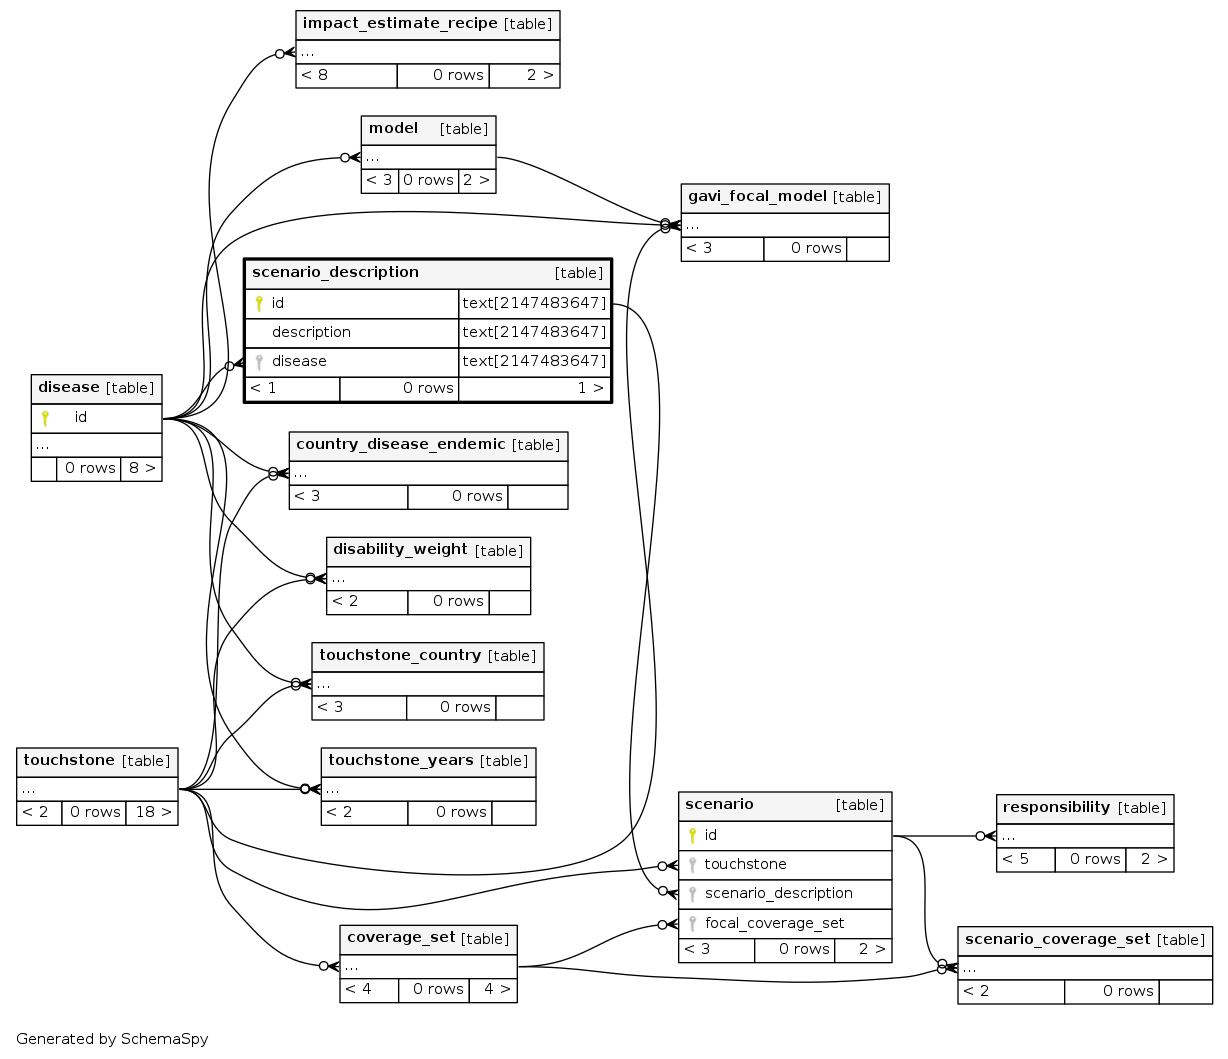 impact_estimate_recipe [table]
...
< 8 0 rows 2 >
model [table]
...
< 3 0 rows 2 >
gavi_focal_model [table]
...
< 3 0 rows
scenario_description [table]
id text[2147483647]
description text[2147483647]
disease text[2147483647]
< 1 0 rows 1 >
disease [table]
id
...
0 rows 8 >
country_disease_endemic [table]
...
< 3 0 rows
disability_weight [table]
...
< 2 0 rows
touchstone_country [table]
...
< 3 0 rows
touchstone [table]
...
< 2 0 rows 18 >
touchstone_years [table]
...
< 2 0 rows
scenario [table]
id
touchstone
scenario_description
focal_coverage_set
< 3 0 rows 2 >
responsibility [table]
...
< 5 0 rows 2 >
coverage_set [table]
...
< 4 0 rows 4 >
scenario_coverage_set [table]
...
< 2 0 rows
Generated by SchemaSpy